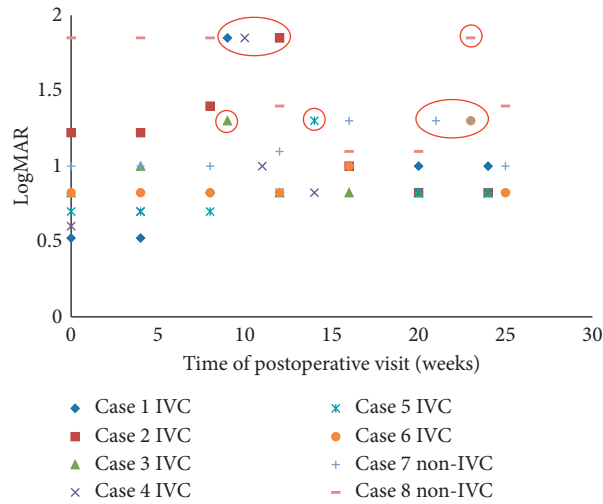 2
1.5
1
0.5
0
LogMAR
0 5 10 15 20 25 30
Time of postoperative visit (weeks)
Case 1 IVC
Case 2 IVC
Case 3 IVC
Case 4 IVC
Case 5 IVC
Case 6 IVC
Case 7 non-IVC
Case 8 non-IVC